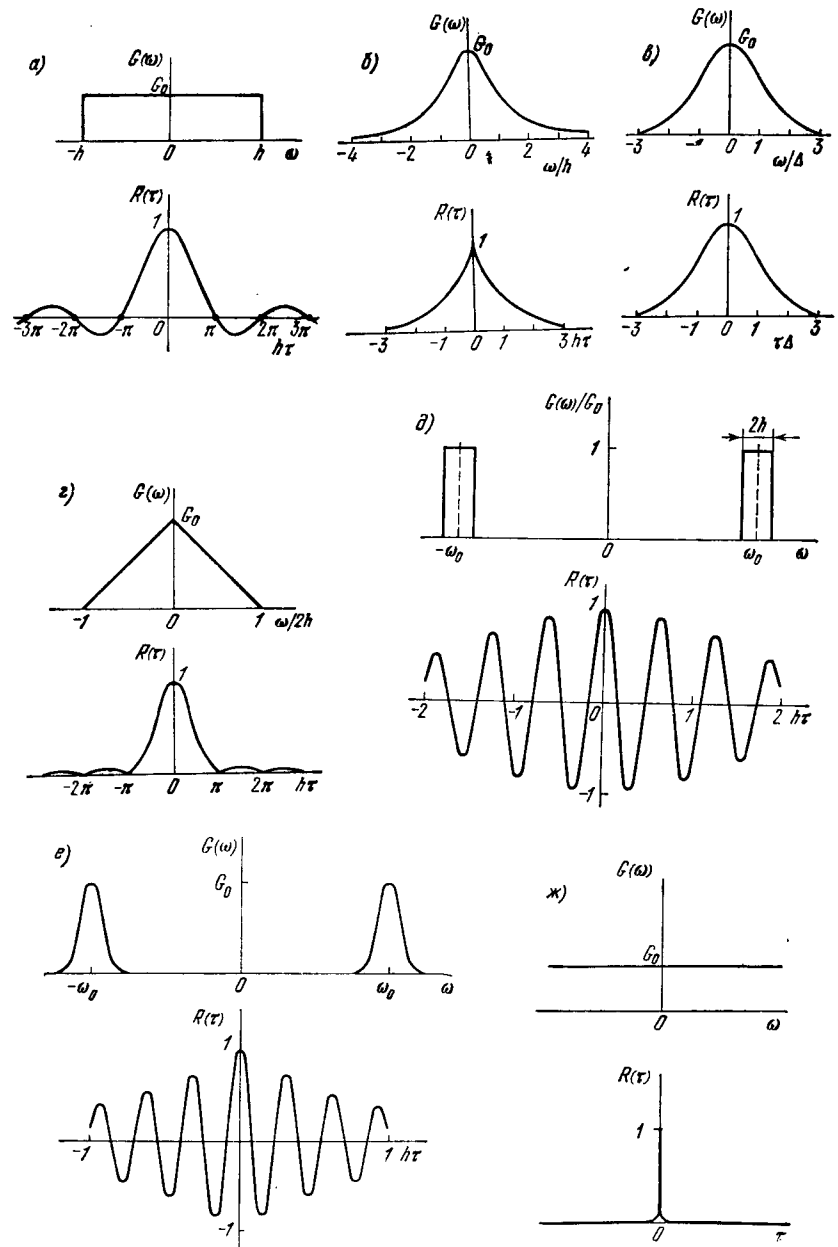 а)
G(ω)
G₀
-h 0 h ω
R(τ)
1
-3π -2π -π 0 π 2π 3π
hτ
б)
G(ω)
G₀
-4 -2 0 2 4
ω/h
R(τ)
1
-3 -1 0 1 3 hτ
в)
G(ω)
G₀
-3 -1 0 1 3
ω/Δ
R(τ)
1
-3 -1 0 1 3
τΔ
г)
G(ω)
G₀
-1 0 1 ω/2h
R(τ)
1
-2π -π 0 π 2π hτ
д)
G(ω)/G₀
1
2h
-ω₀ 0 ω₀ ω
R(τ)
1
-2 -1 0 1 2 hτ
-1
е)
G(ω)
G₀
-ω₀ 0 ω₀ ω
R(τ)
1
-1 1 hτ
-1
ж)
G(ω)
G₀
0 ω
R(τ)
1
0 τ